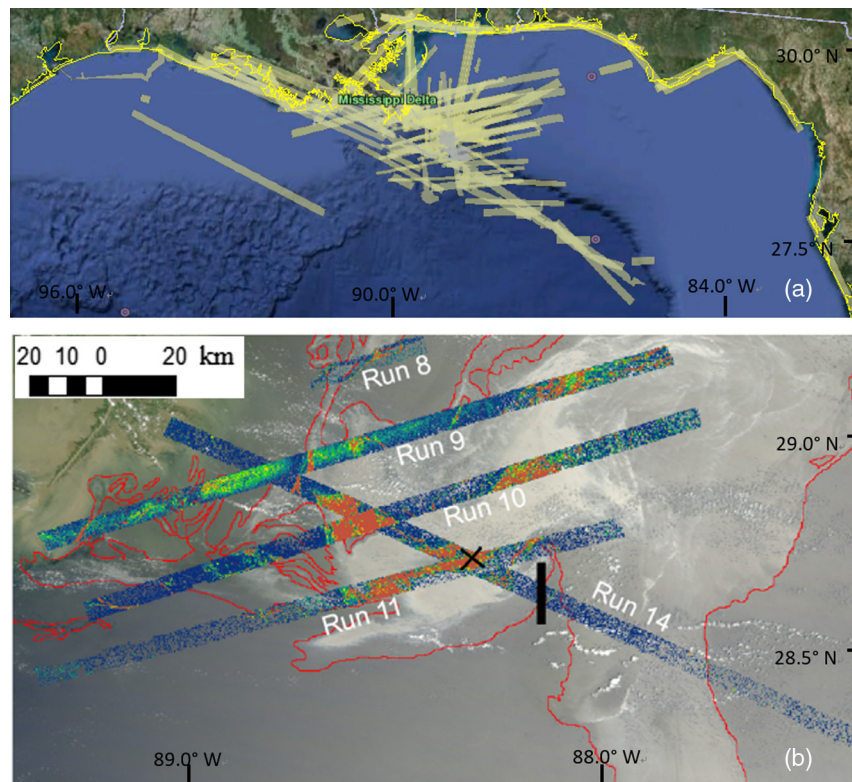 30.0° N
Mississippi Delta
27.5° N
96.0° W
90.0° W
84.0° W
(a)
20 10 0 20 km
Run 8
Run 9
29.0° N
Run 10
Run 11
Run 14
28.5° N
89.0° W
88.0° W
(b)